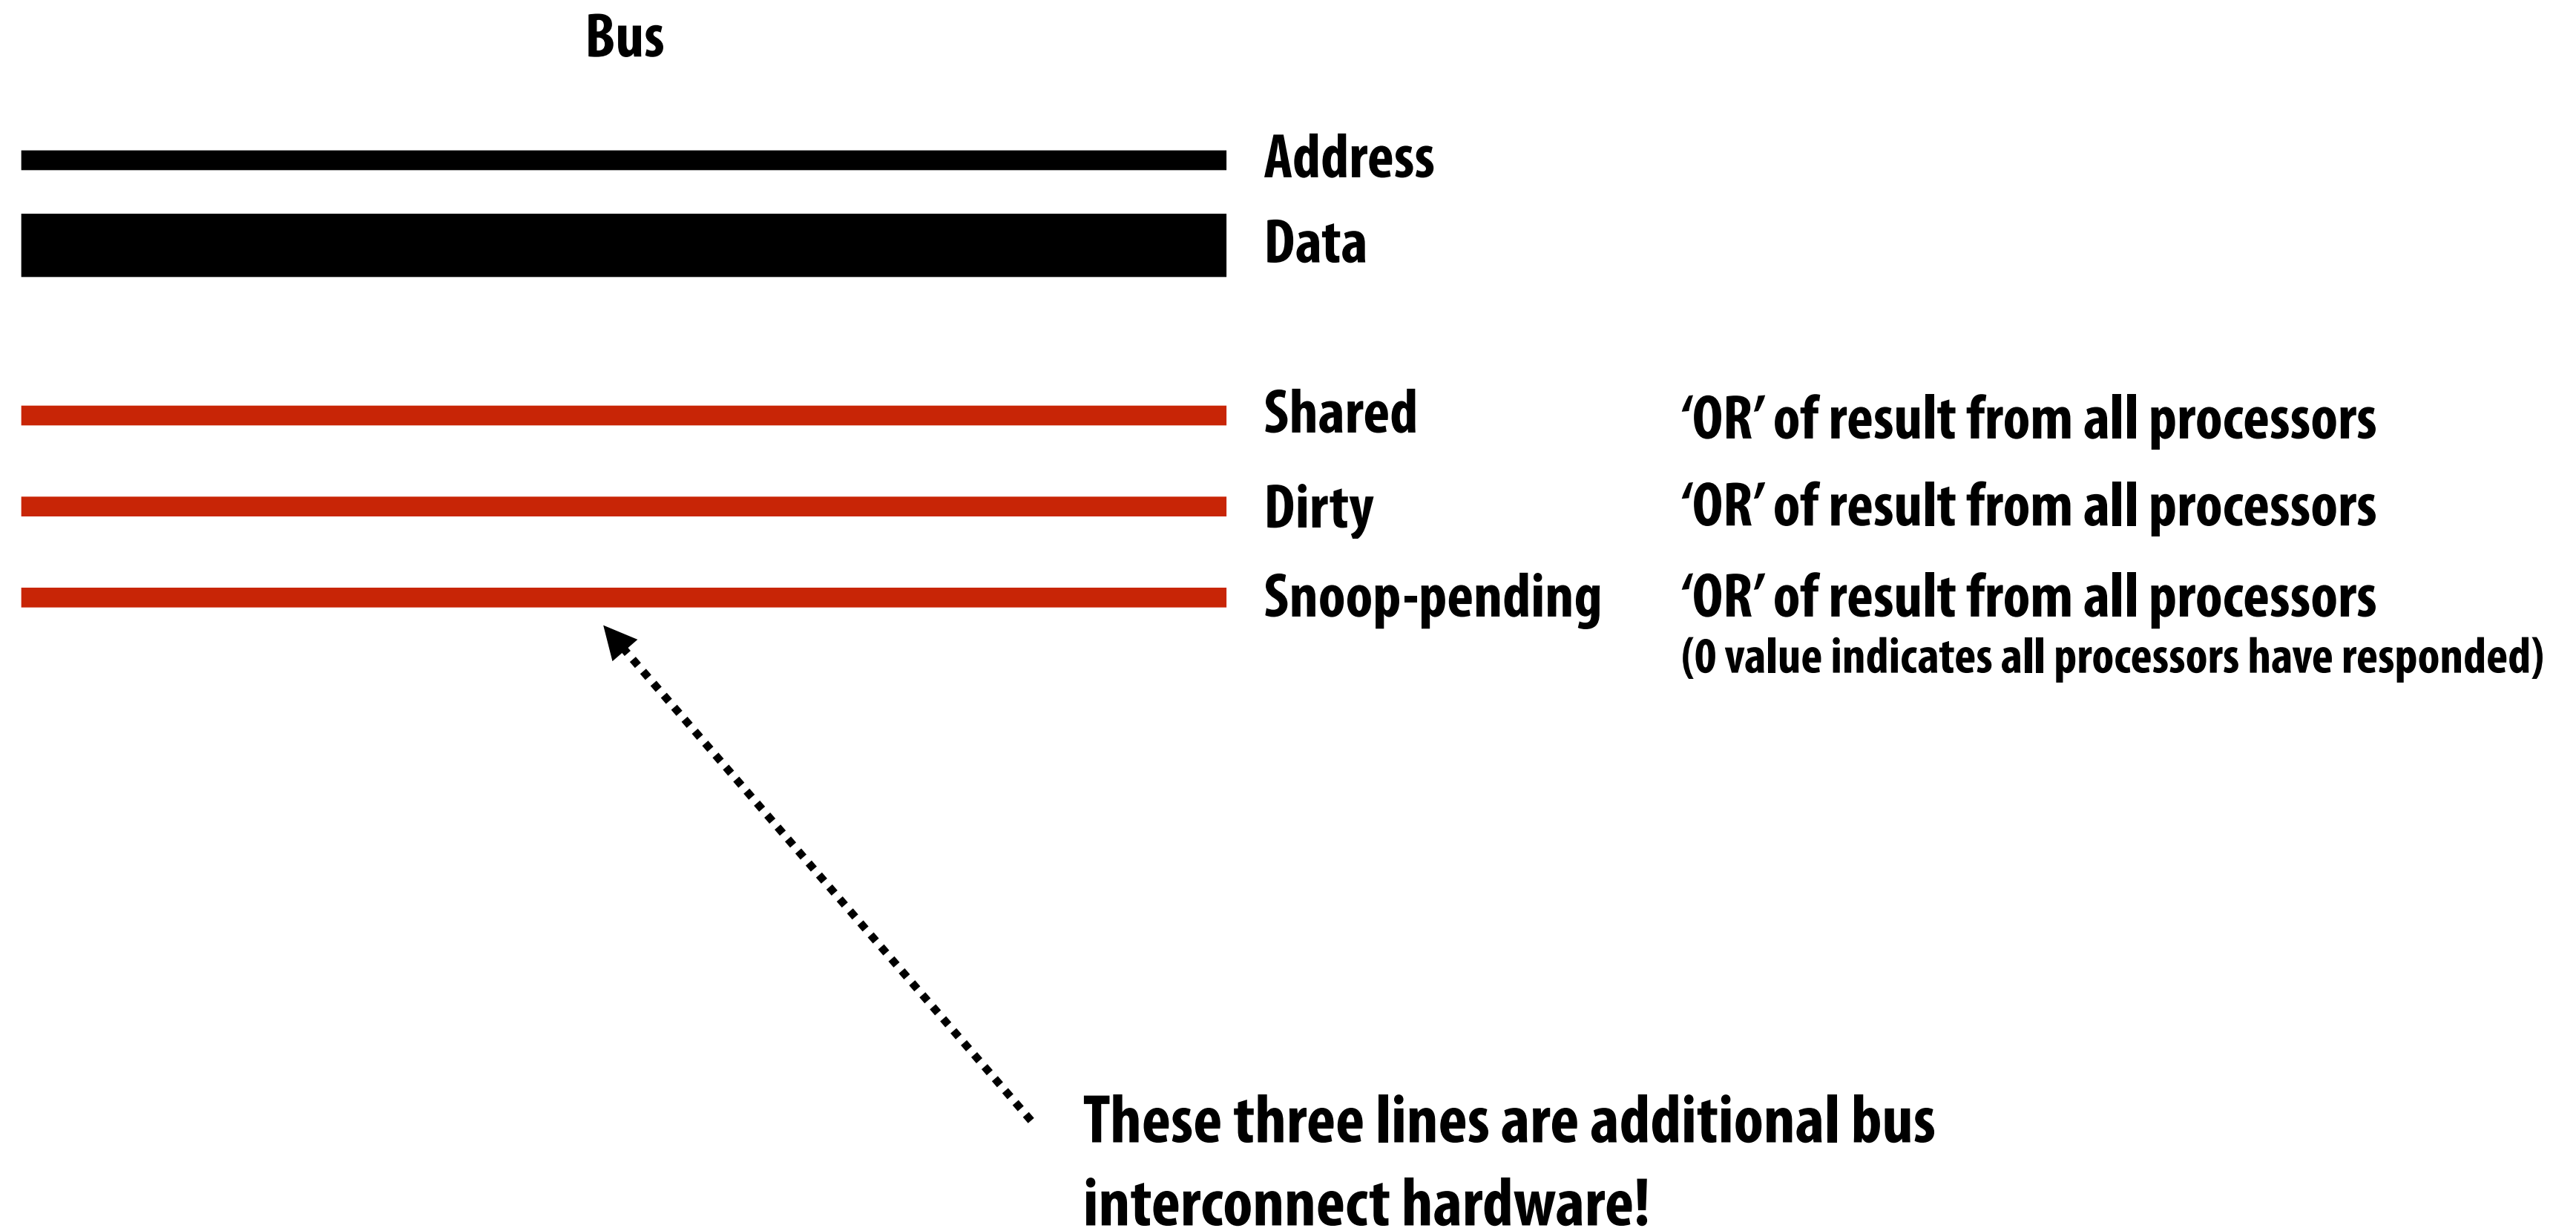 Bus
Address
Data
Shared ‘OR’ of result from all processors
Dirty ‘OR’ of result from all processors
Snoop-pending ‘OR’ of result from all processors
(0 value indicates all processors have responded)
These three lines are additional bus
interconnect hardware!